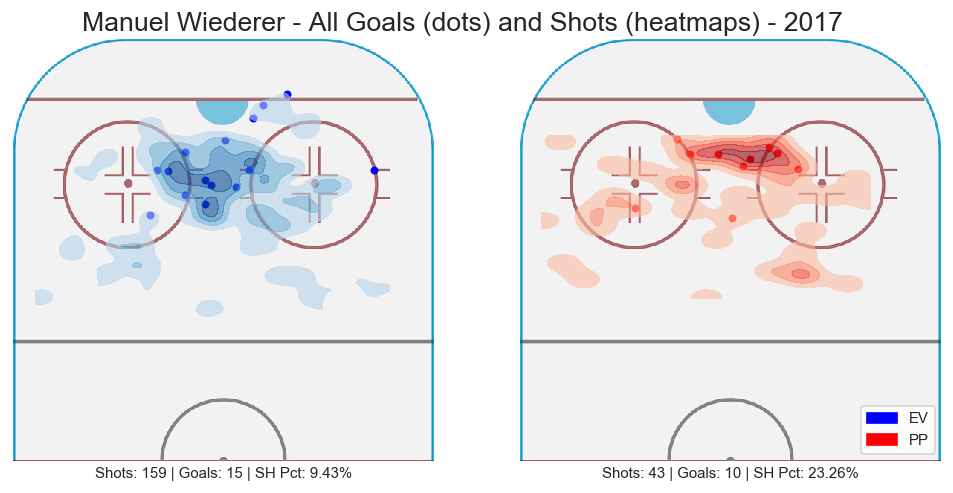 Manuel Wiederer - All Goals (dots) and Shots (heatmaps) - 2017
EV
PP
Shots: 159 | Goals: 15 | SH Pct: 9.43%
Shots: 43 | Goals: 10 | SH Pct: 23.26%